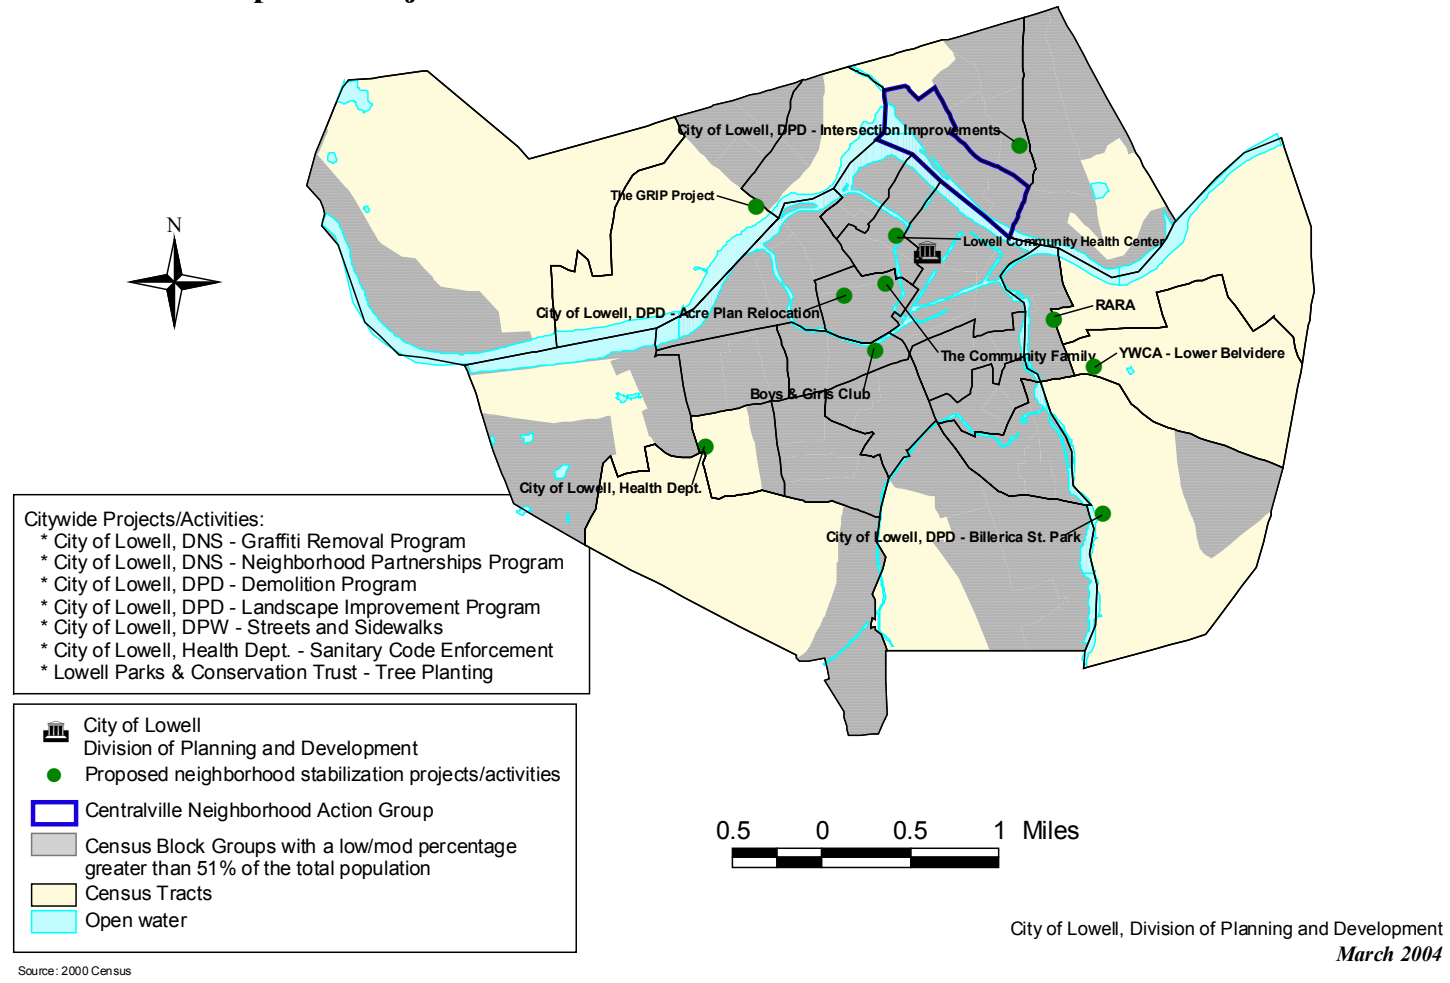 City of Lowell, DPD - Intersection Improvements
The GRIP Project
N
Lowell Community Health Center
City of Lowell, DPD - Acre Plan Relocation
RARA
The Community Family
YWCA - Lower Belvidere
Boys & Girls Club
City of Lowell, Health Dept.
City of Lowell, DPD - Billerica St. Park
Citywide Projects/Activities:
* City of Lowell, DNS - Graffiti Removal Program
* City of Lowell, DNS - Neighborhood Partnerships Program
* City of Lowell, DPD - Demolition Program
* City of Lowell, DPD - Landscape Improvement Program
* City of Lowell, DPW - Streets and Sidewalks
* City of Lowell, Health Dept. - Sanitary Code Enforcement
* Lowell Parks & Conservation Trust - Tree Planting
City of Lowell
Division of Planning and Development
Proposed neighborhood stabilization projects/activities
Centralville Neighborhood Action Group
Census Block Groups with a low/mod percentage
greater than 51% of the total population
Census Tracts
Open water
0.5 0 0.5 1 Miles
City of Lowell, Division of Planning and Development
March 2004
Source: 2000 Census